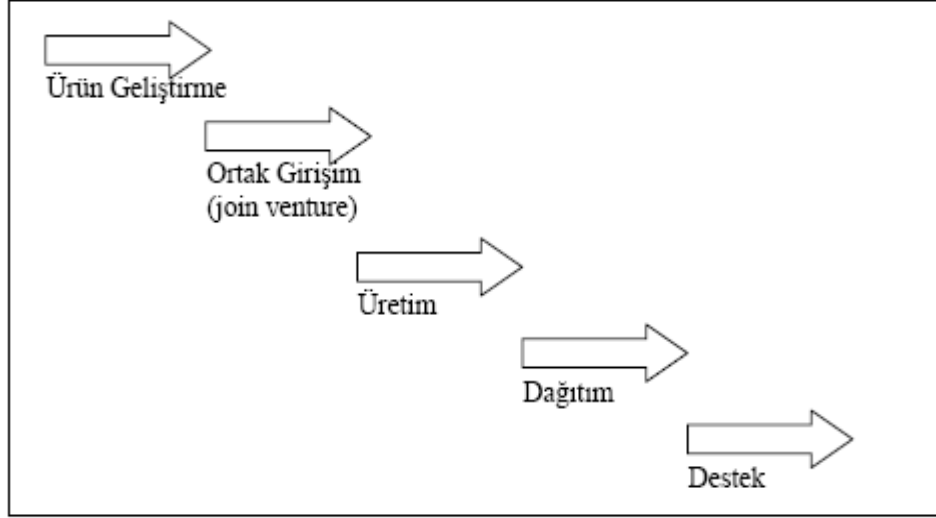 Ürün Geliştirme
Ortak Girişim
(join venture)
Üretim
Dağıtım
Destek